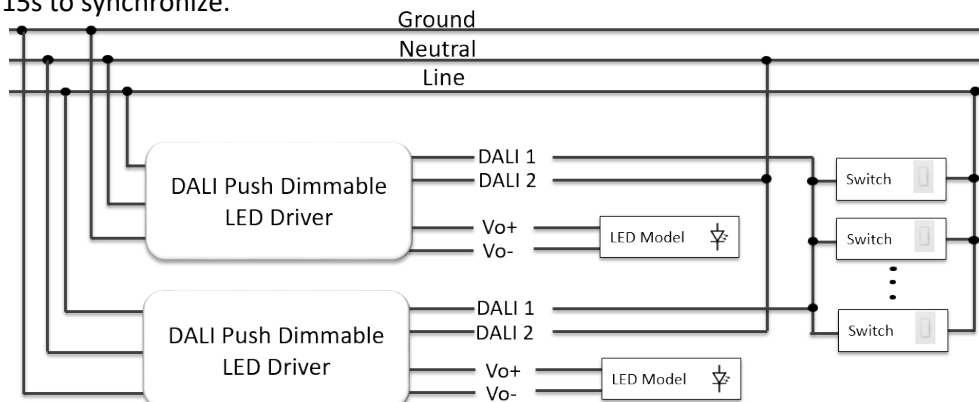 15s to synchronize.
Ground
Neutral
Line
DALI Push Dimmable
LED Driver
DALI 1
DALI 2
Vo+
Vo-
LED Model
Switch
Switch
Switch
DALI Push Dimmable
LED Driver
DALI 1
DALI 2
Vo+
Vo-
LED Model